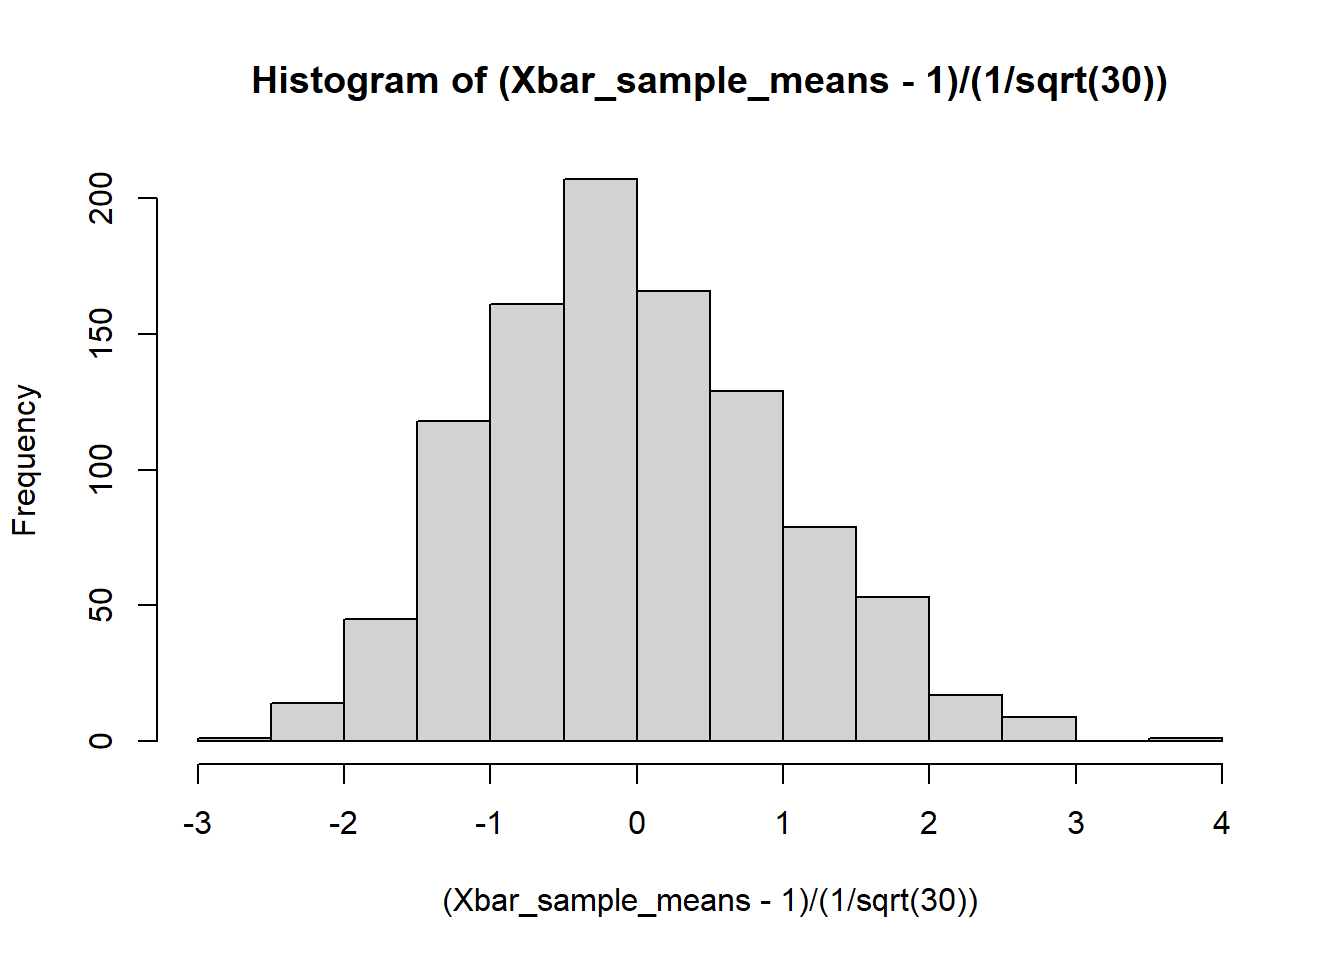 Histogram of (Xbar_sample_means - 1)/(1/sqrt(30))
Frequency
200
150
100
50
0
-3 -2 -1 0 1 2 3 4
(Xbar_sample_means - 1)/(1/sqrt(30))